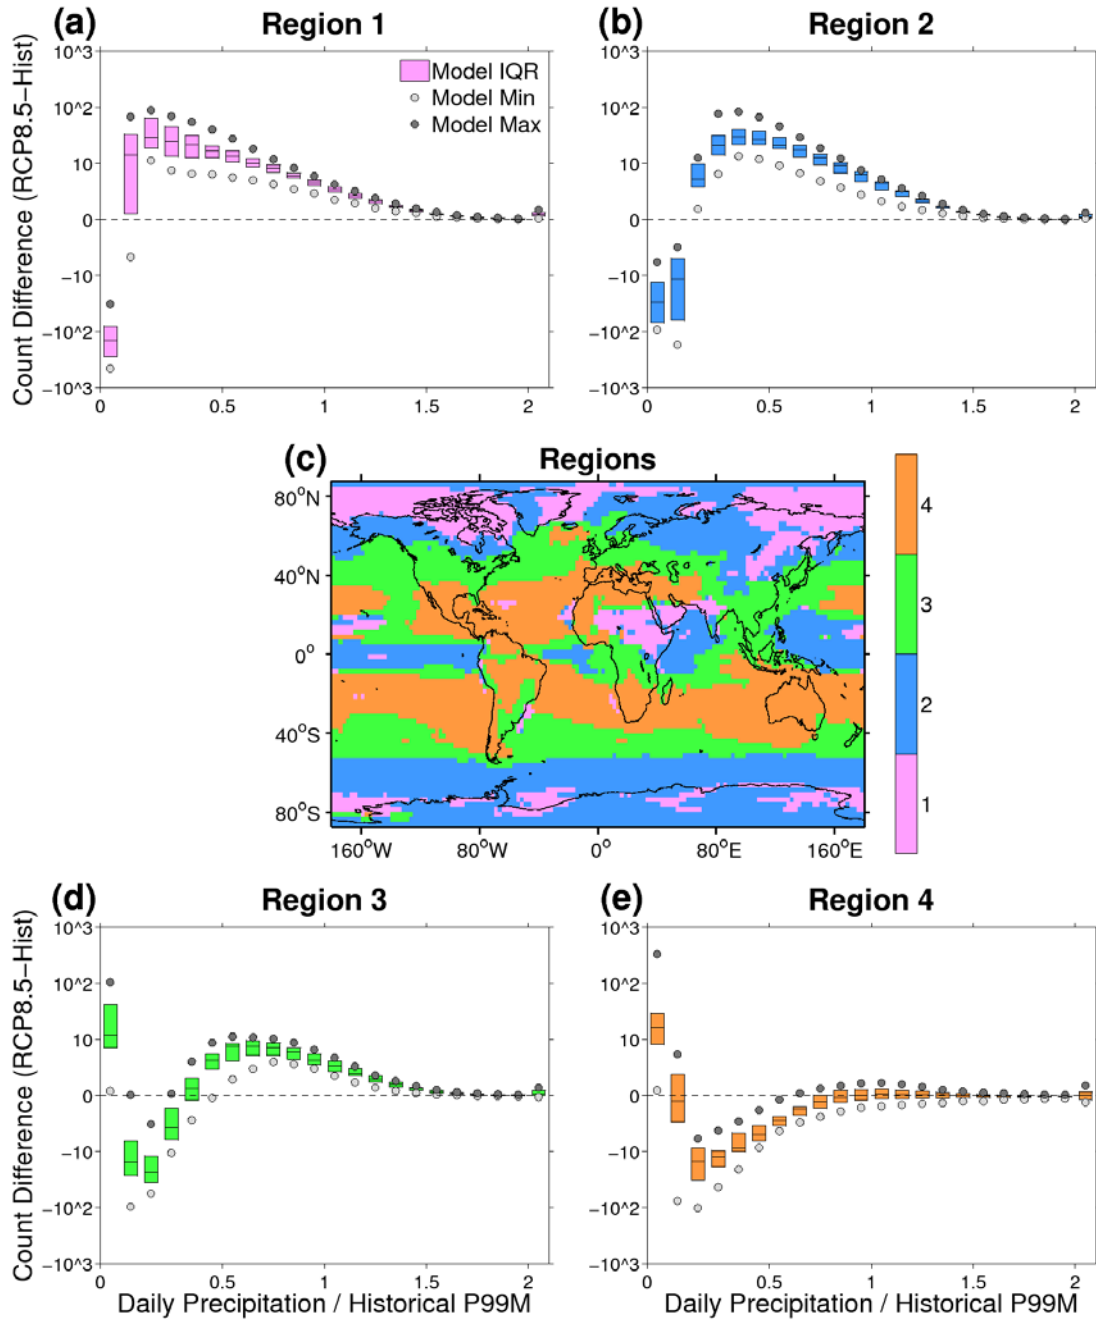 (a) Region 1
Count Difference (RCP8.5−Hist)
10^3
10^2
10
0
−10
−10^2
−10^3
Model IQR
Model Min
Model Max
0 0.5 1 1.5 2
(b) Region 2
10^3
10^2
10
0
−10
−10^2
−10^3
0 0.5 1 1.5 2
(c) Regions
80°N
40°N
0°
40°S
80°S
160°W 80°W 0° 80°E 160°E
4
3
2
1
(d) Region 3
Count Difference (RCP8.5−Hist)
10^3
10^2
10
0
−10
−10^2
−10^3
0 0.5 1 1.5 2
Daily Precipitation / Historical P99M
(e) Region 4
10^3
10^2
10
0
−10
−10^2
−10^3
0 0.5 1 1.5 2
Daily Precipitation / Historical P99M